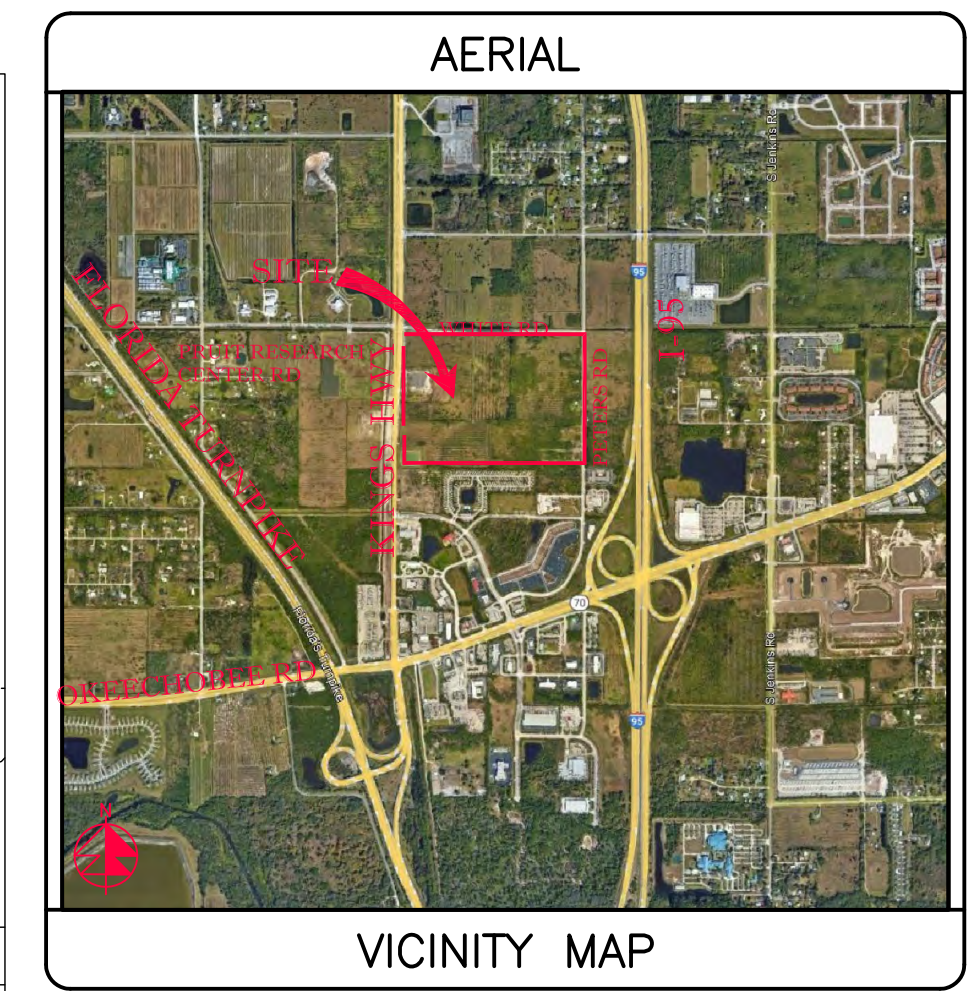 AERIAL
S Jenkins Rd
SITE
95
FLORIDA TURNPIKE
I-95
WHITE RD
FRUIT RESEARCH
CENTER RD
KINGS HWY
PETERS RD
70
Florida's Turnpike
OKEECHOBEE RD
S Jenkins Rd
95
N
VICINITY MAP